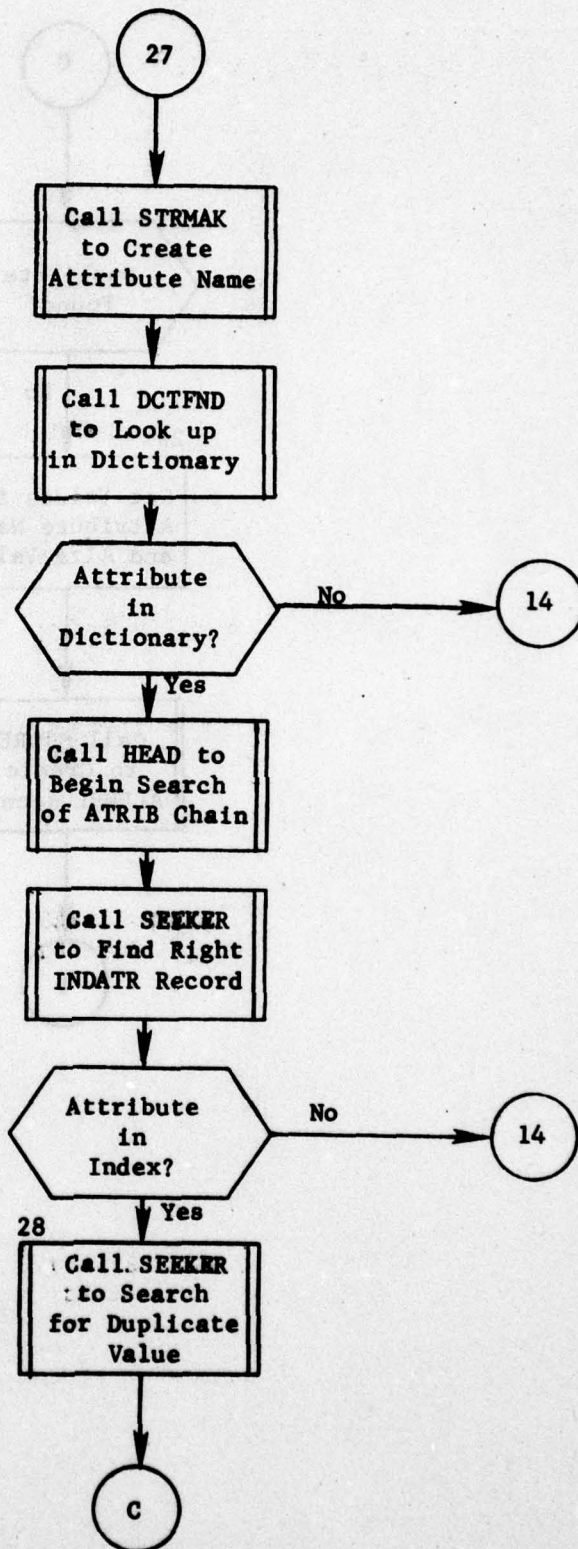 27
Call STRMAK
to Create
Attribute Name
Call DCTFND
to Look up
in Dictionary
Attribute
in
Dictionary?
No
14
Yes
Call HEAD to
Begin Search
of ATRIB Chain
Call SEEKER
to Find Right
INDATR Record
Attribute
in
Index?
No
14
Yes
28
Call SEEKER
to Search
for Duplicate
Value
C